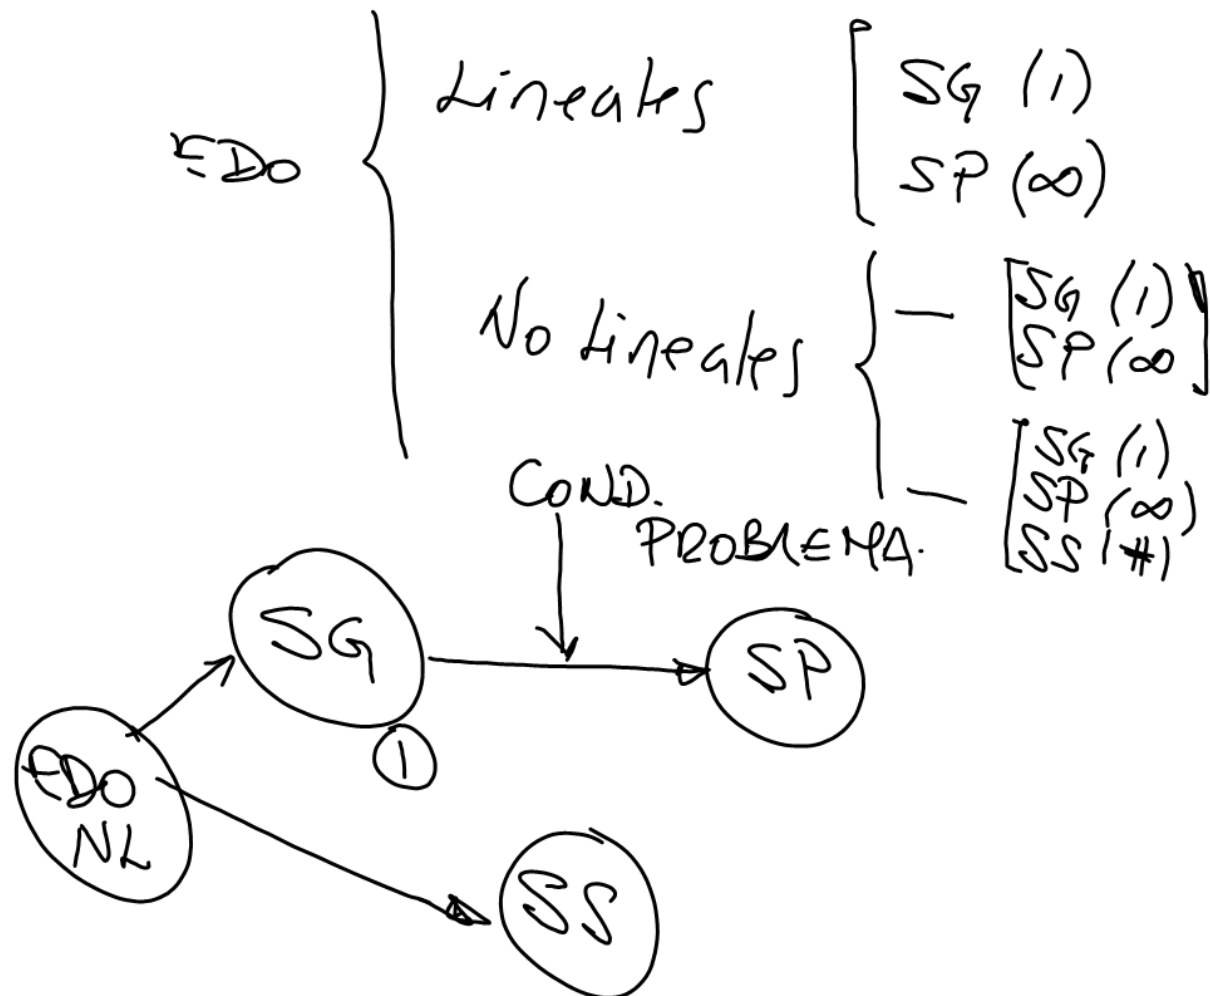 EDO
Lineales
SG (1)
SP (∞)
No Lineales
SG (1)
SP (∞
SG (1)
SP (∞)
SS (#)
COND.
PROBLEMA.
SG
1
SP
EDO
NL
SS